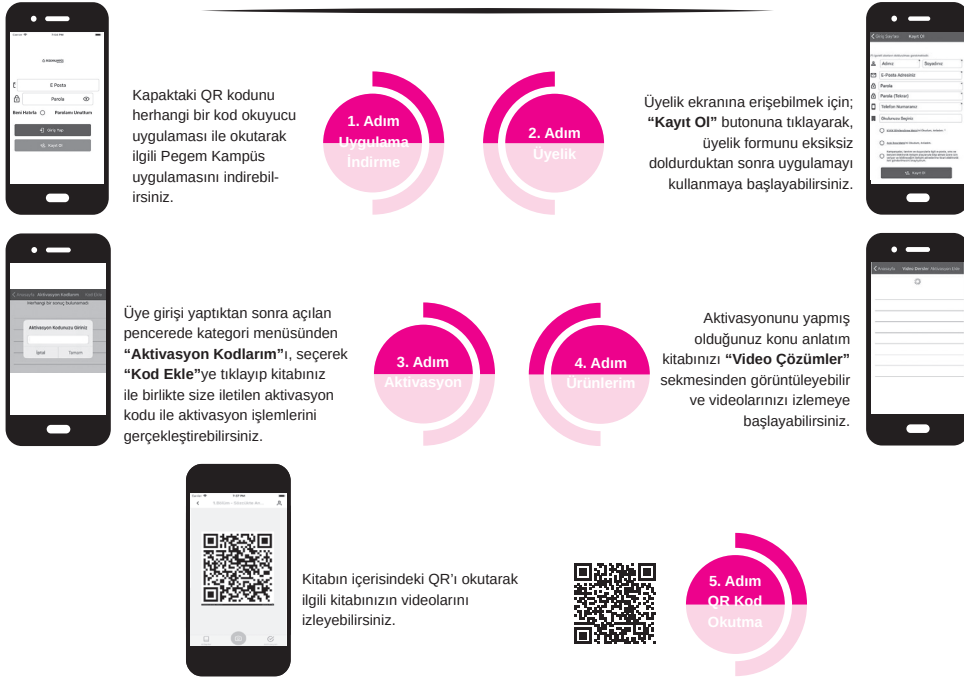 E Posta
Parola
Beni Hatırla
Parolamı Unuttum
Giriş Yap
Kayıt Ol
Kapaktaki QR kodunu
herhangi bir kod okuyucu
uygulaması ile okutarak
ilgili Pegem Kampüs
uygulamasını indirebil-
irsiniz.
1. Adım
Uygulama
İndirme
2. Adım
Üyelik
Üyelik ekranına erişebilmek için;
“Kayıt Ol” butonuna tıklayarak,
üyelik formunu eksiksiz
doldurduktan sonra uygulamayı
kullanmaya başlayabilirsiniz.
Kayıt Ol
Adınız
Soyadınız
E-Posta Adresiniz
Parola
Parola (Tekrar)
Telefon Numaranız
Okulunuzu Seçiniz
Kayıt Ol
Anasayfa Aktivasyon Kodlarım Kod Ekle
Herhangi bir sonuç bulunamadı
Aktivasyon Kodunuzu Giriniz
İptal
Tamam
Üye girişi yaptıktan sonra açılan
pencerede kategori menüsünden
“Aktivasyon Kodlarım”ı, seçerek
“Kod Ekle”ye tıklayıp kitabınız
ile birlikte size iletilen aktivasyon
kodu ile aktivasyon işlemlerini
gerçekleştirebilirsiniz.
3. Adım
Aktivasyon
4. Adım
Ürünlerim
Aktivasyonunu yapmış
olduğunuz konu anlatım
kitabınızı “Video Çözümler”
sekmesinden görüntüleyebilir
ve videolarınızı izlemeye
başlayabilirsiniz.
Anasayfa Video Dersler
Kitabın içerisindeki QR’ı okutarak
ilgili kitabınızın videolarını
izleyebilirsiniz.
5. Adım
QR Kod
Okutma